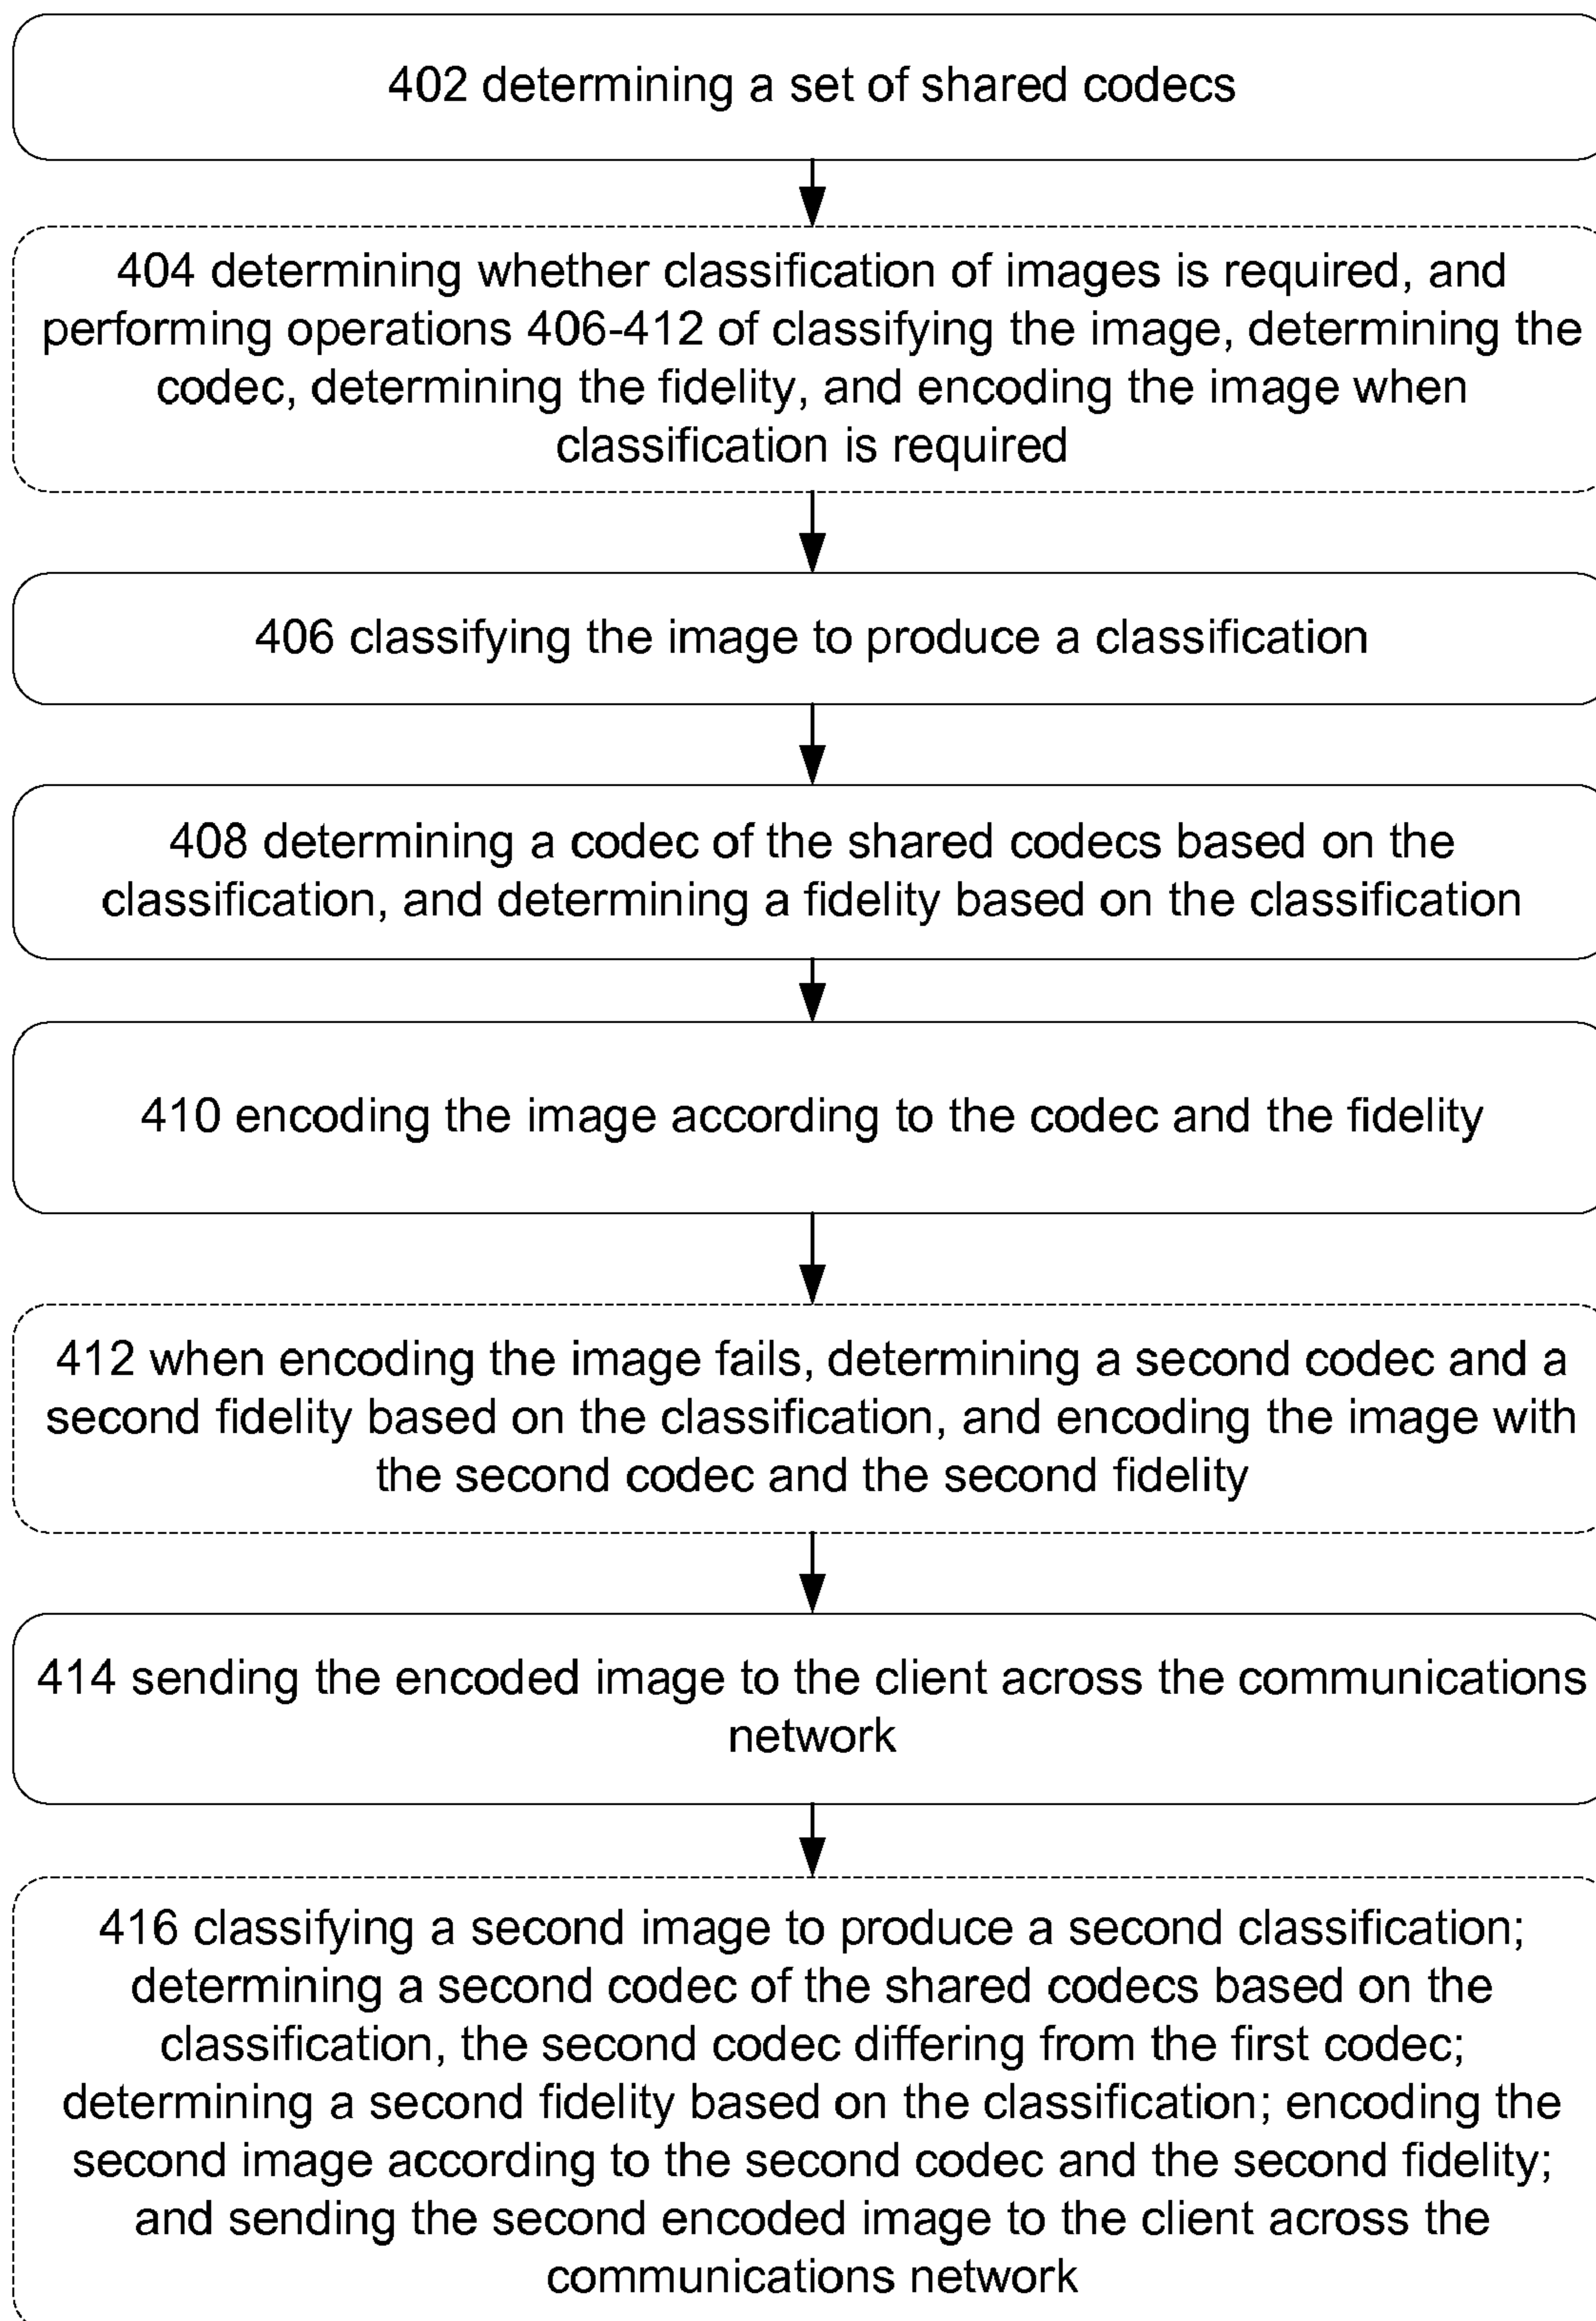 402 determining a set of shared codecs
404 determining whether classification of images is required, and
performing operations 406-412 of classifying the image, determining the
codec, determining the fidelity, and encoding the image when
classification is required
406 classifying the image to produce a classification
408 determining a codec of the shared codecs based on the
classification, and determining a fidelity based on the classification
410 encoding the image according to the codec and the fidelity
412 when encoding the image fails, determining a second codec and a
second fidelity based on the classification, and encoding the image with
the second codec and the second fidelity
414 sending the encoded image to the client across the communications
network
416 classifying a second image to produce a second classification;
determining a second codec of the shared codecs based on the
classification, the second codec differing from the first codec;
determining a second fidelity based on the classification; encoding the
second image according to the second codec and the second fidelity;
and sending the second encoded image to the client across the
communications network